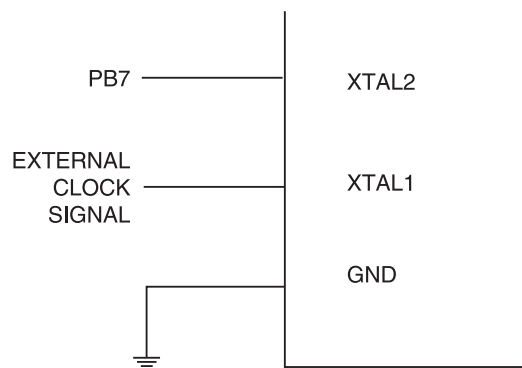 PB7
XTAL2
EXTERNAL
CLOCK
SIGNAL
XTAL1
GND